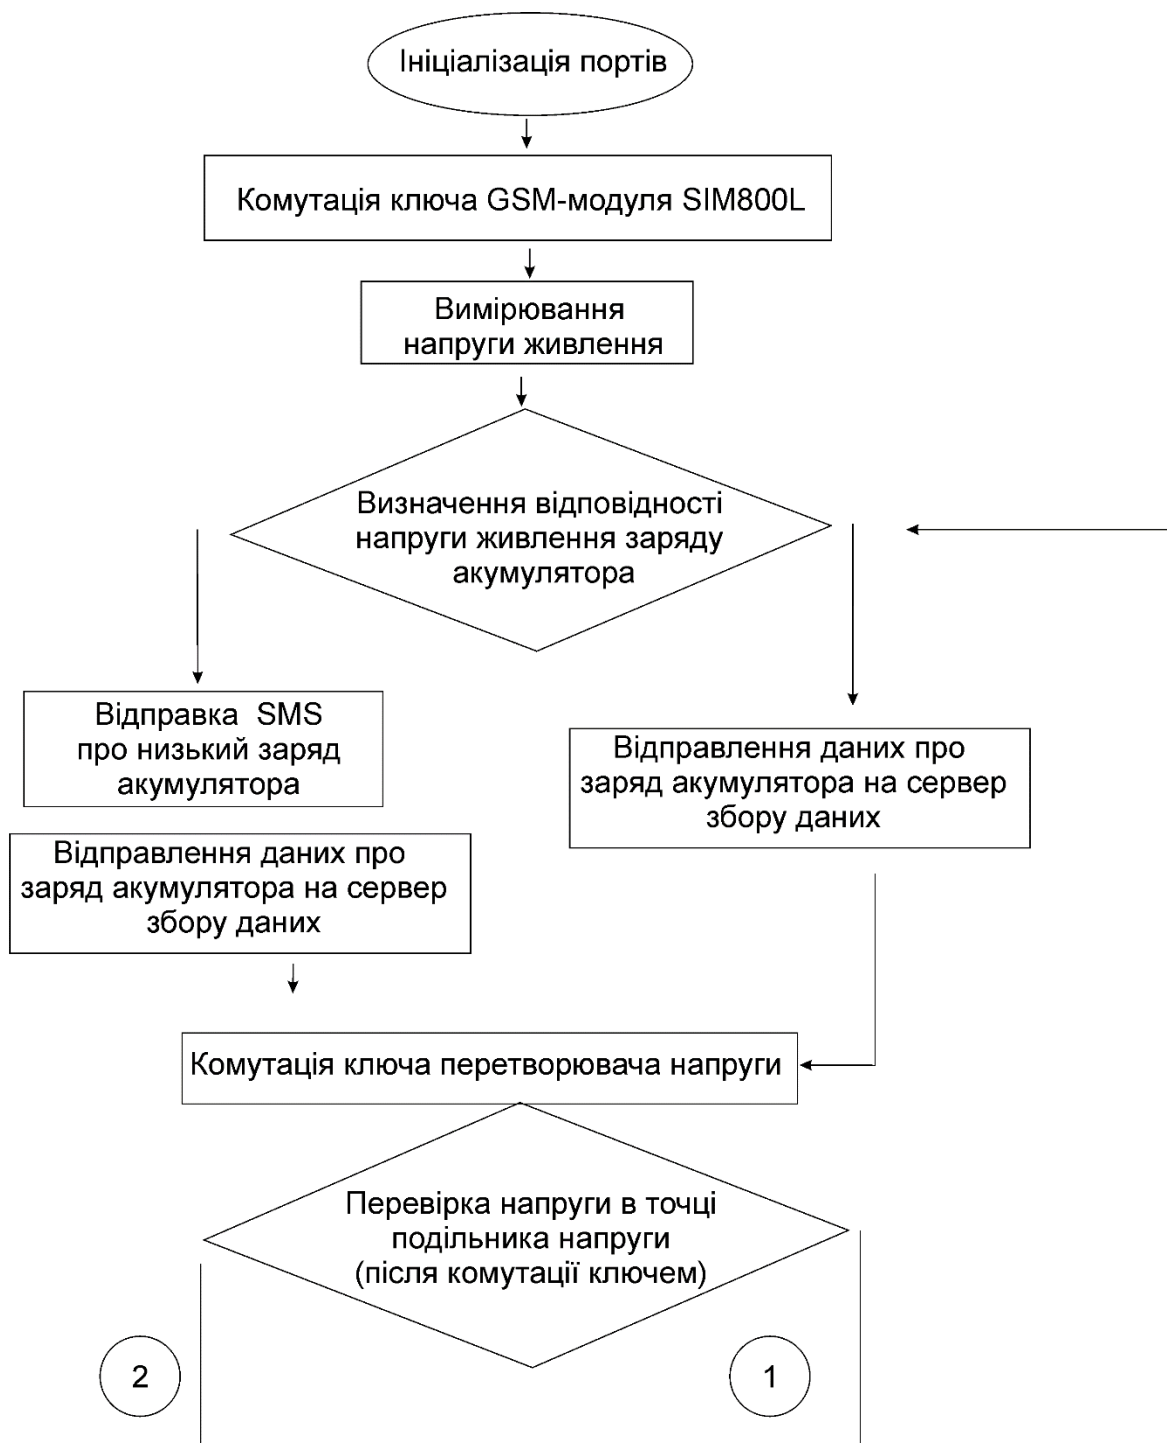 Ініціалізація портів
Комутація ключа GSM-модуля SIM800L
Вимірювання
напруги живлення
Визначення відповідності
напруги живлення заряду
акумулятора
Відправка SMS
про низький заряд
акумулятора
Відправлення даних про
заряд акумулятора на сервер
збору даних
Відправлення даних про
заряд акумулятора на сервер
збору даних
Комутація ключа перетворювача напруги
Перевірка напруги в точці
подільника напруги
(після комутації ключем)
2
1